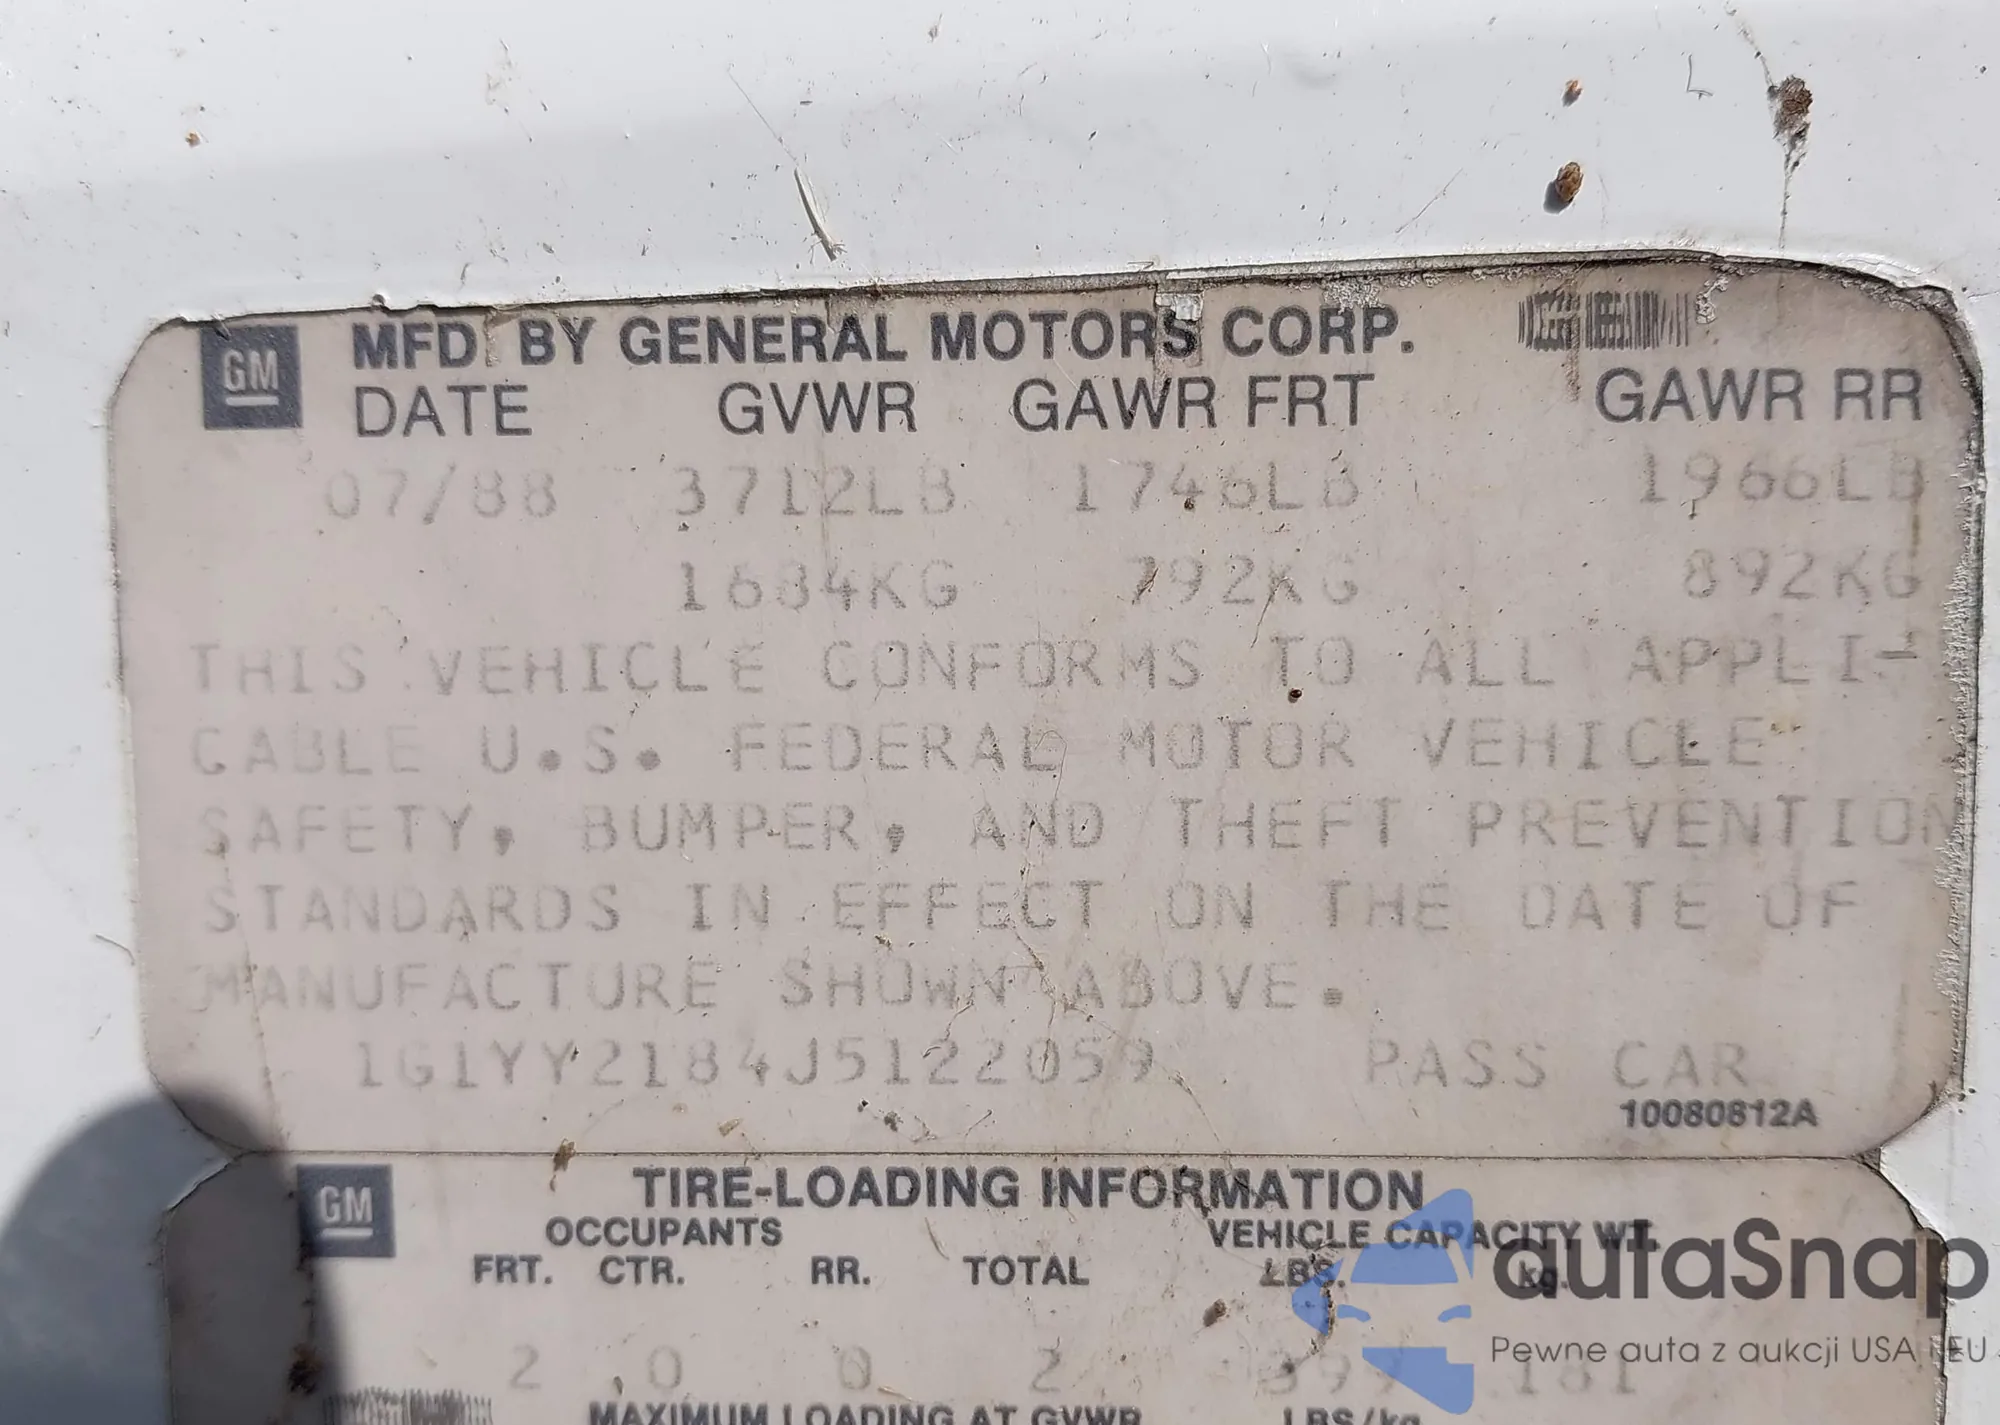 GM MFD BY GENERAL MOTORS CORP.
DATE GVWR GAWR FRT GAWR RR
07/88 3712LB 1746LB 1966LB
1684KG 792KG 892KG
THIS VEHICLE CONFORMS TO ALL APPLI-
CABLE U.S. FEDERAL MOTOR VEHICLE
SAFETY, BUMPER, AND THEFT PREVENTION
STANDARDS IN EFFECT ON THE DATE OF
MANUFACTURE SHOWN ABOVE.
1G1YY2184J5122059 PASS CAR
10080812A
GM TIRE-LOADING INFORMATION
OCCUPANTS VEHICLE CAPACITY WT.
FRT. CTR. RR. TOTAL LBS. kg.
2 0 0 2 399 181
MAXIMUM LOADING AT GVWR LBS/kg
autaSnap
Pewne auta z aukcji USA i EU